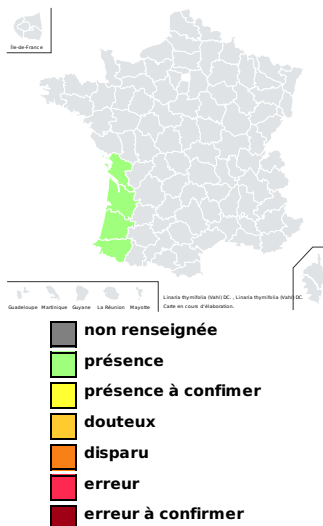 Île-de-France
Guadeloupe Martinique Guyane La Réunion Mayotte
Linaria thymifolia (Vahl) DC. , Linaria thymifolia (Vahl) DC.
Carte en cours d'élaboration.
non renseignée
présence
présence à confimer
douteux
disparu
erreur
erreur à confirmer